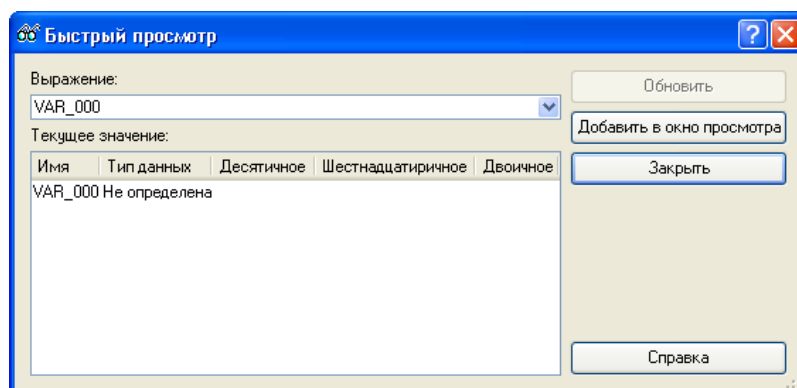 Быстрый просмотр
Выражение:
VAR_000
Обновить
Добавить в окно просмотра
Текущее значение:
Имя Тип данных Десятичное Шестнадцатиричное Двоичное
Закрыть
VAR_000 Не определена
Справка